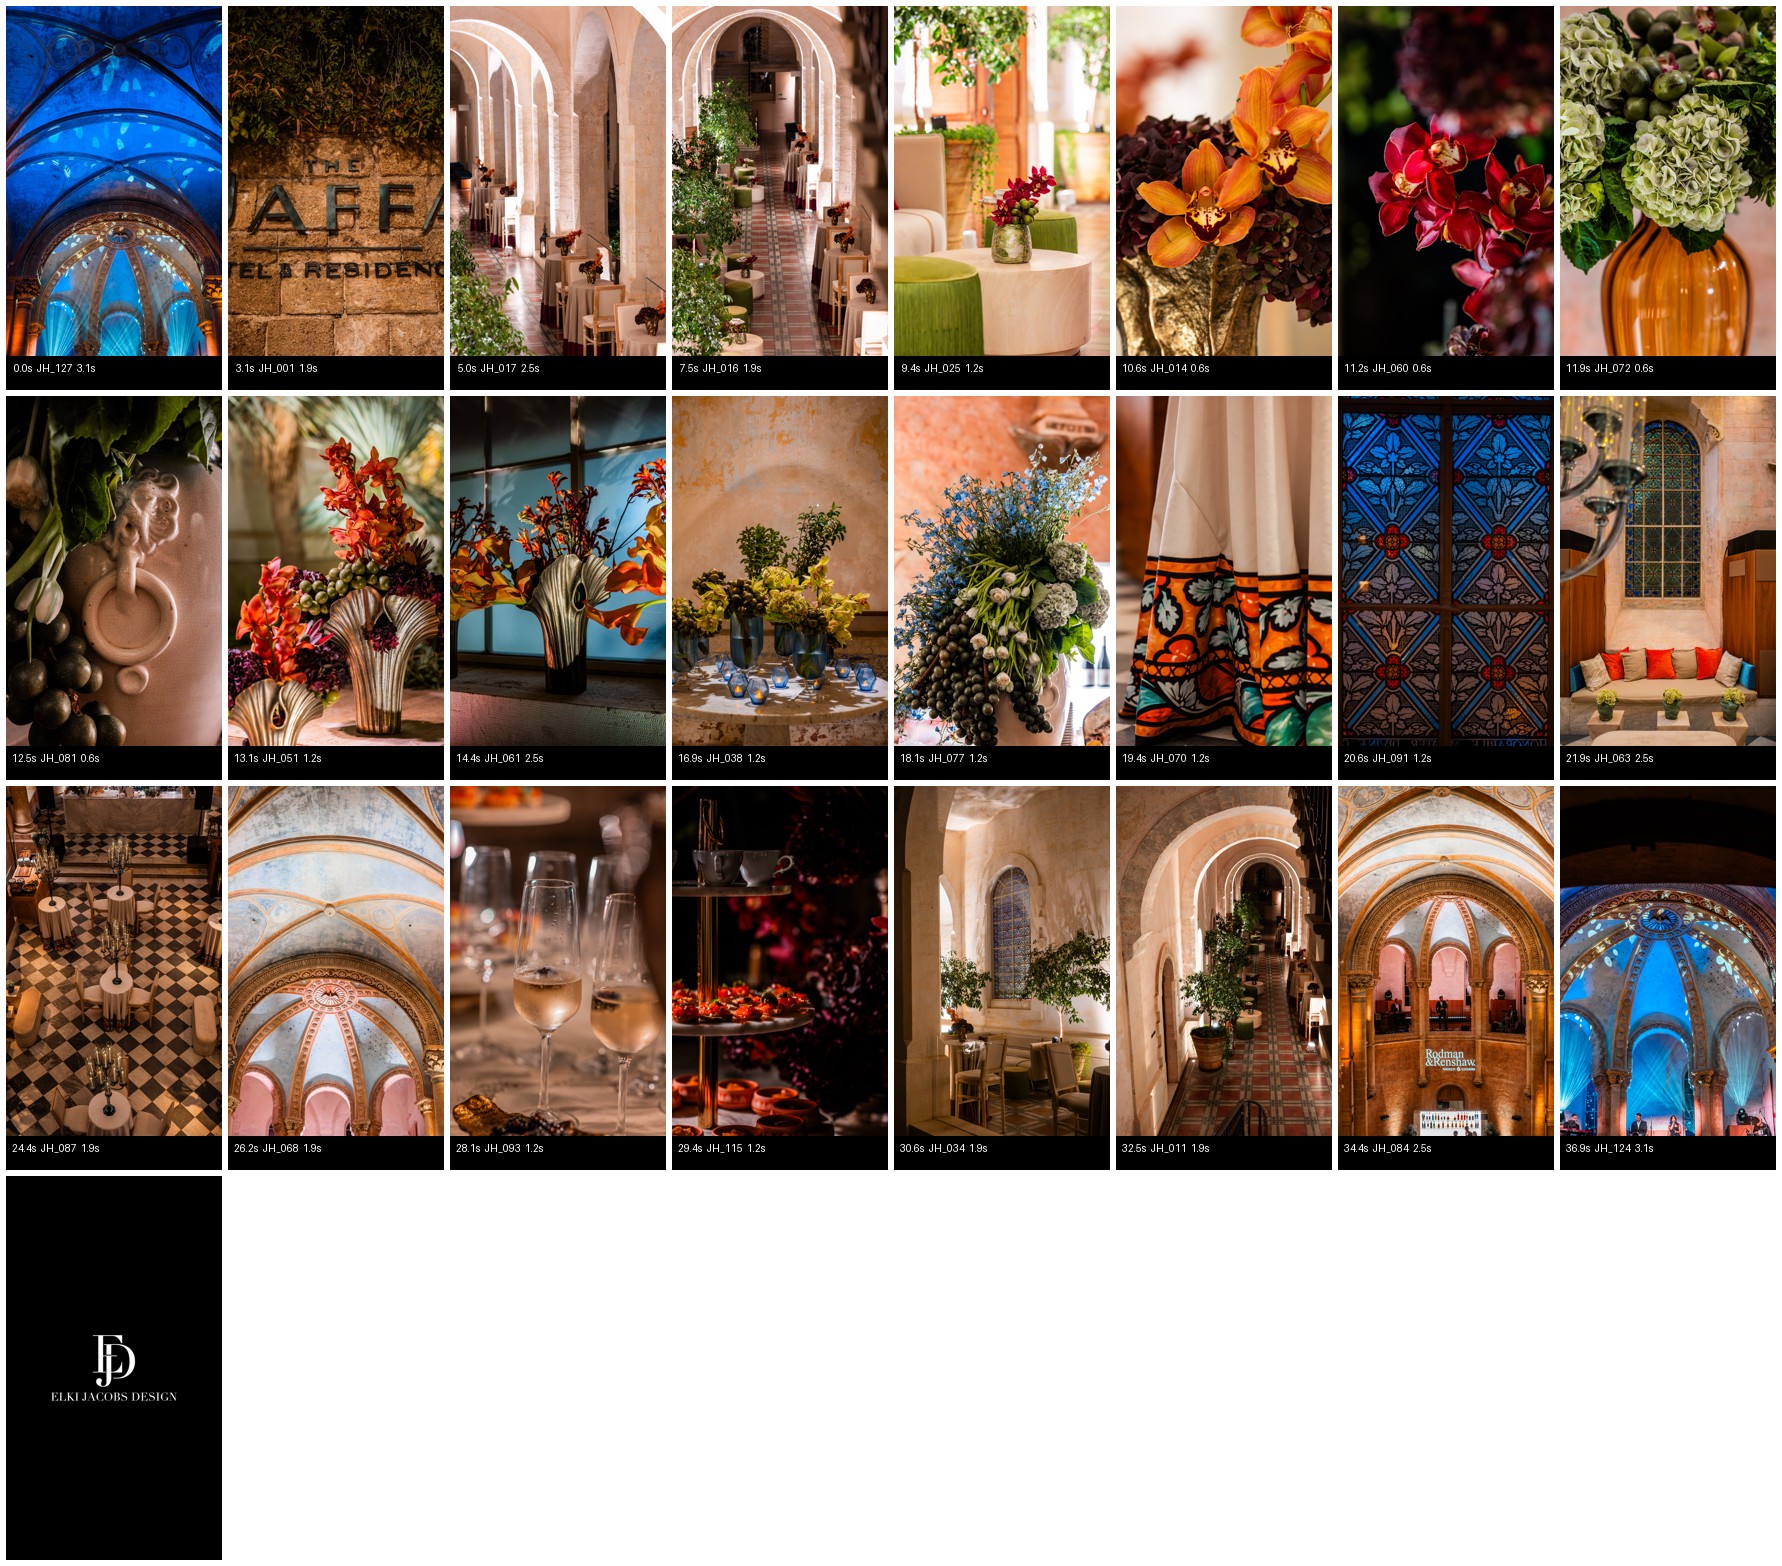 0.0s JH_127 3.1s
THE
JAFFA
TEL & RESIDENC
3.1s JH_001 1.9s
5.0s JH_017 2.5s
7.5s JH_016 1.9s
9.4s JH_025 1.2s
10.6s JH_014 0.6s
11.2s JH_060 0.6s
11.9s JH_072 0.6s
12.5s JH_081 0.6s
13.1s JH_051 1.2s
14.4s JH_061 2.5s
16.9s JH_038 1.2s
18.1s JH_077 1.2s
19.4s JH_070 1.2s
20.6s JH_091 1.2s
21.9s JH_063 2.5s
24.4s JH_087 1.9s
26.2s JH_068 1.9s
28.1s JH_093 1.2s
29.4s JH_115 1.2s
30.6s JH_034 1.9s
32.5s JH_011 1.9s
Rodman
&Renshaw
34.4s JH_084 2.5s
36.9s JH_124 3.1s
EJD
ELKI JACOBS DESIGN